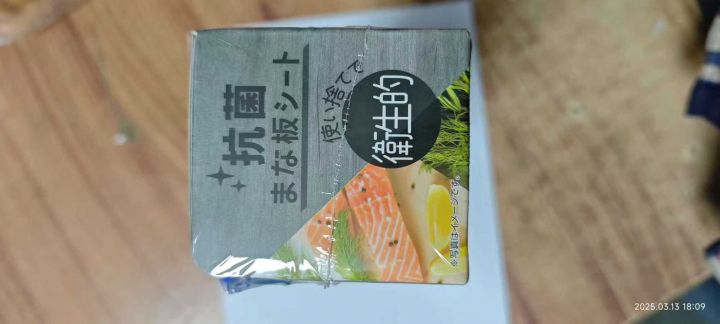 抗菌
まな板シート
使い捨てで
衛生的
※写真はイメージです。
2025.03.13 18:09